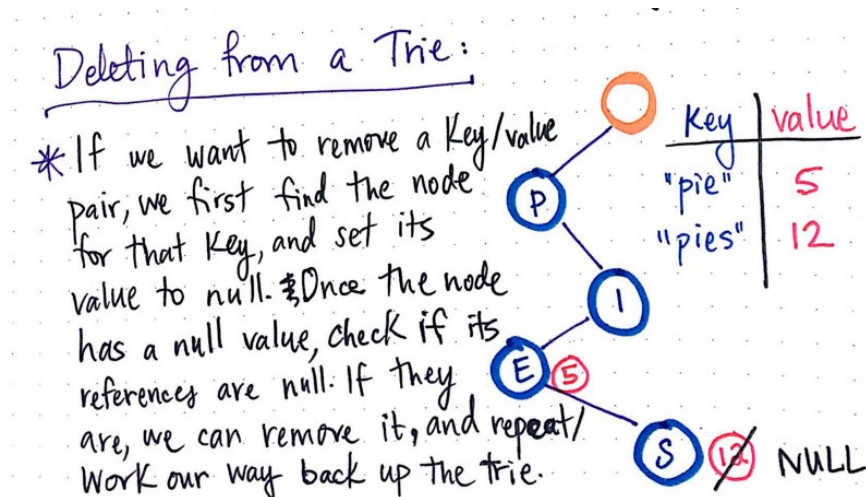 Deleting from a Trie:
* If we want to remove a Key/value
pair, we first find the node
for that Key, and set its
value to null. Once the node
has a null value, check if its
references are null. If they
are, we can remove it, and repeat/
Work our way back up the trie.
Key value
"pie" 5
"pies" 12
P
I
E 5
S 12 NULL